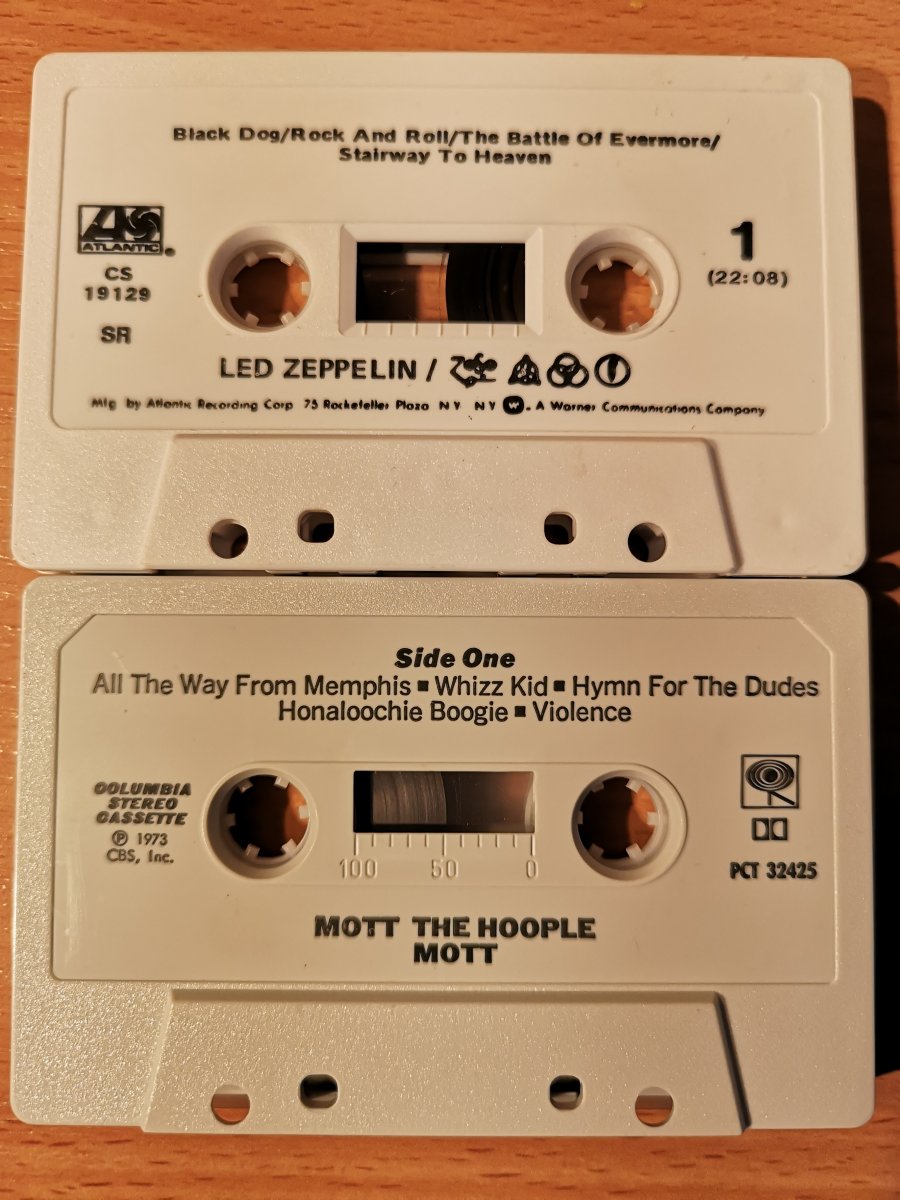 Black Dog/Rock And Roll/The Battle Of Evermore/
Stairway To Heaven
ATLANTIC®
CS
19129
SR
1
(22:08)
LED ZEPPELIN /
Mfg by Atlantic Recording Corp 75 Rockefeller Plaza N Y N Y W. A Warner Communications Company
Side One
All The Way From Memphis ■ Whizz Kid ■ Hymn For The Dudes
Honaloochie Boogie ■ Violence
COLUMBIA
STEREO
CASSETTE
℗ 1973
CBS, Inc.
PCT 32425
100 50 0
MOTT THE HOOPLE
MOTT